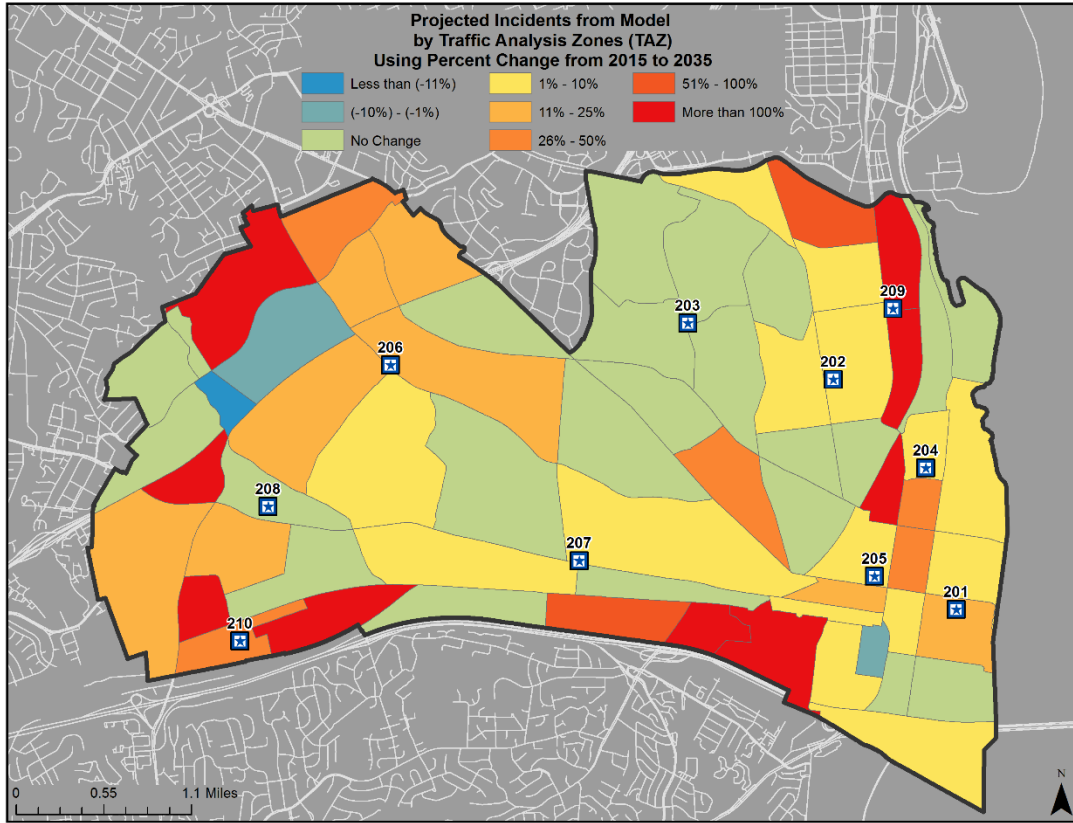 Projected Incidents from Model
by Traffic Analysis Zones (TAZ)
Using Percent Change from 2015 to 2035
Less than (-11%)
(-10%) - (-1%)
No Change
1% - 10%
11% - 25%
26% - 50%
51% - 100%
More than 100%
203
209
206
202
204
208
207
205
201
210
0 0.55 1.1 Miles
N